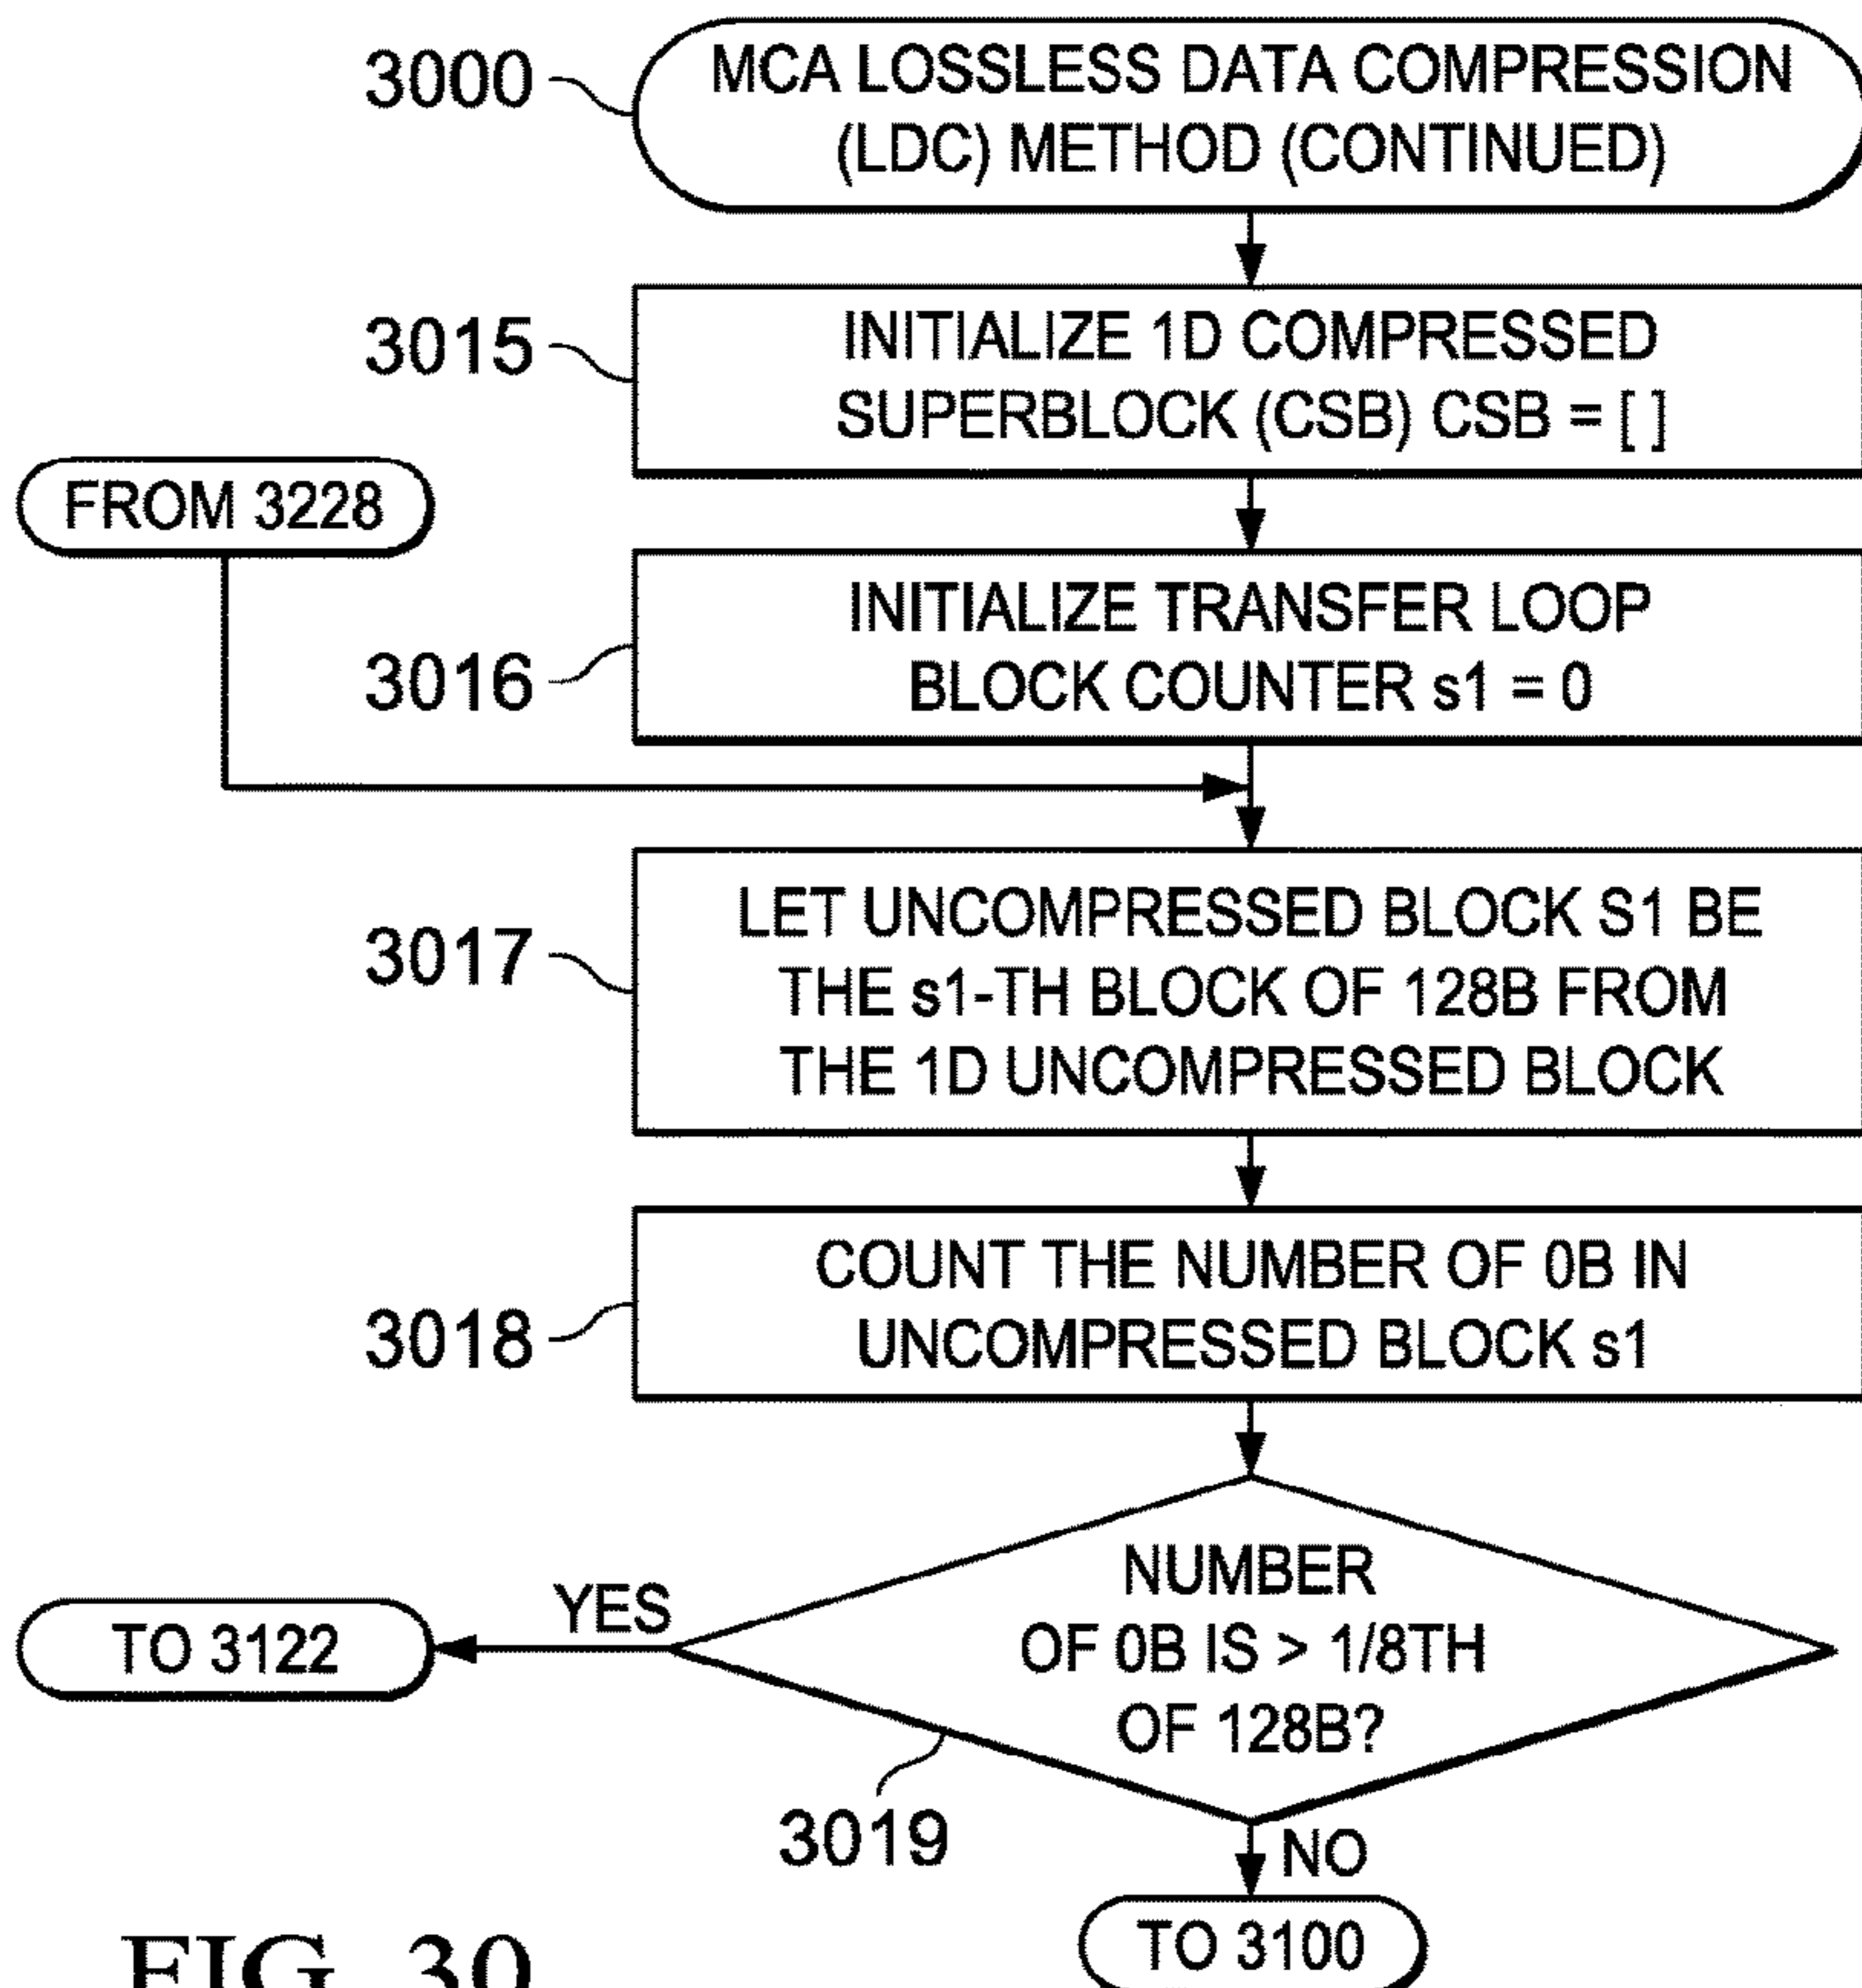 3000
MCA LOSSLESS DATA COMPRESSION
(LDC) METHOD (CONTINUED)
3015
INITIALIZE 1D COMPRESSED
SUPERBLOCK (CSB) CSB = [ ]
FROM 3228
3016
INITIALIZE TRANSFER LOOP
BLOCK COUNTER s1 = 0
3017
LET UNCOMPRESSED BLOCK S1 BE
THE s1-TH BLOCK OF 128B FROM
THE 1D UNCOMPRESSED BLOCK
3018
COUNT THE NUMBER OF 0B IN
UNCOMPRESSED BLOCK s1
NUMBER
OF 0B IS > 1/8TH
OF 128B?
YES
TO 3122
3019
NO
TO 3100
FIG. 30